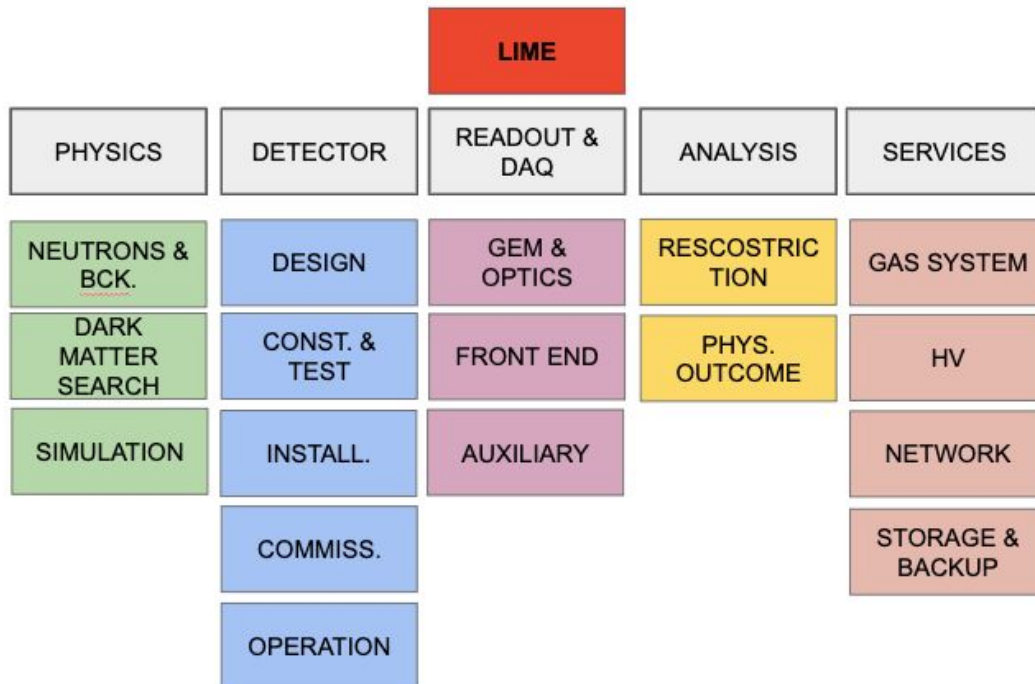 LIME
PHYSICS
DETECTOR
READOUT &
DAQ
ANALYSIS
SERVICES
NEUTRONS &
BCK.
DARK
MATTER
SEARCH
SIMULATION
DESIGN
CONST. &
TEST
INSTALL.
COMMISS.
OPERATION
GEM &
OPTICS
FRONT END
AUXILIARY
RESCOSTRIC
TION
PHYS.
OUTCOME
GAS SYSTEM
HV
NETWORK
STORAGE &
BACKUP